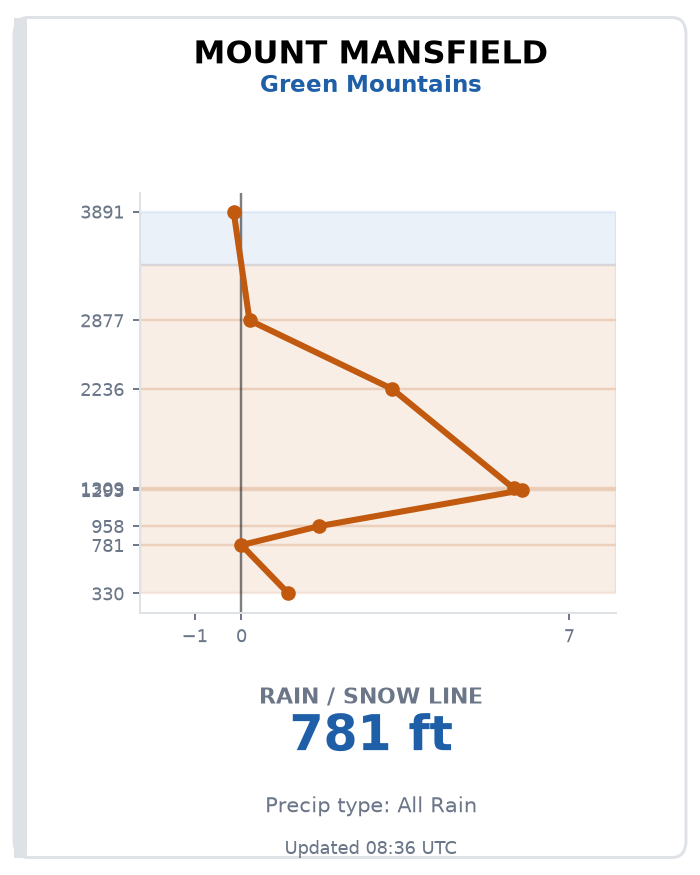 MOUNT MANSFIELD
Green Mountains
3891
2877
2236
958
781
330
−1 0 7
RAIN / SNOW LINE
781 ft
Precip type: All Rain
Updated 08:36 UTC